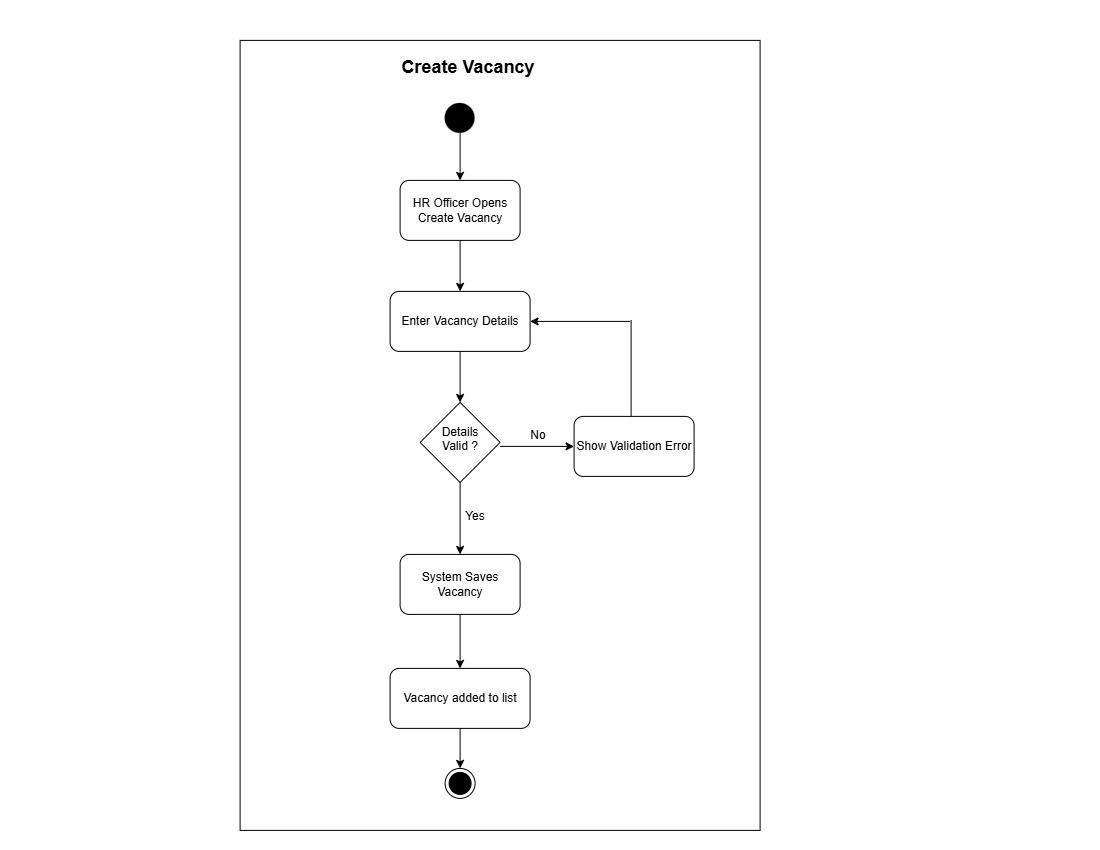 Create Vacancy
HR Officer Opens
Create Vacancy
Enter Vacancy Details
Details
Valid ?
No
Show Validation Error
Yes
System Saves
Vacancy
Vacancy added to list